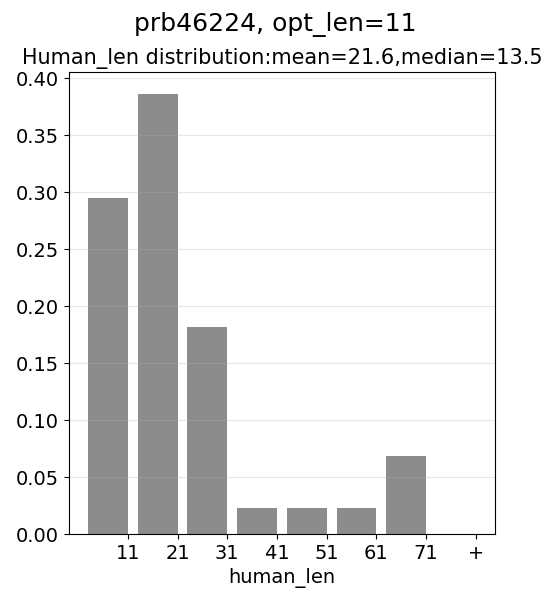 prb46224, opt_len=11
Human_len distribution:mean=21.6,median=13.5
0.40
0.35
0.30
0.25
0.20
0.15
0.10
0.05
0.00
11 21 31 41 51 61 71 +
human_len